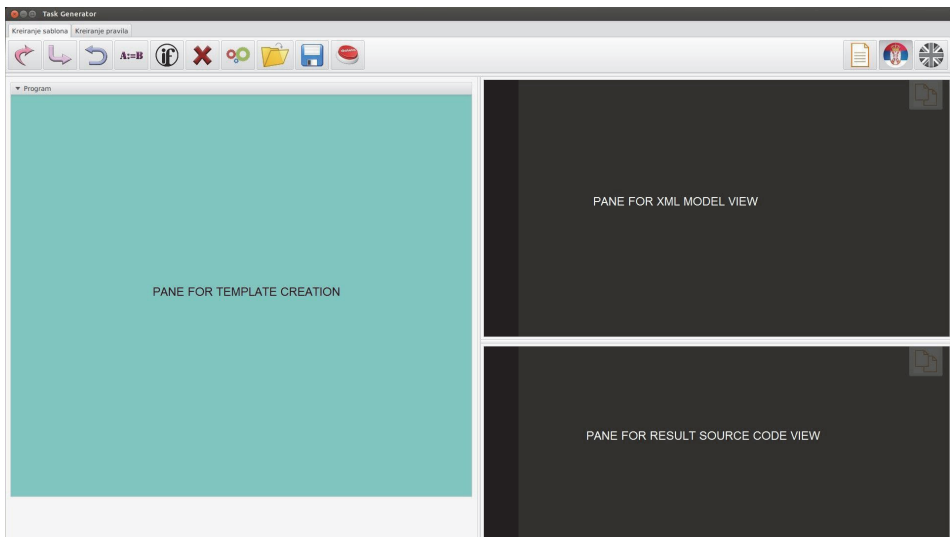 Task Generator
Kreiranje sablona Kreiranje pravila
A:=B if
Program
PANE FOR XML MODEL VIEW
PANE FOR TEMPLATE CREATION
PANE FOR RESULT SOURCE CODE VIEW